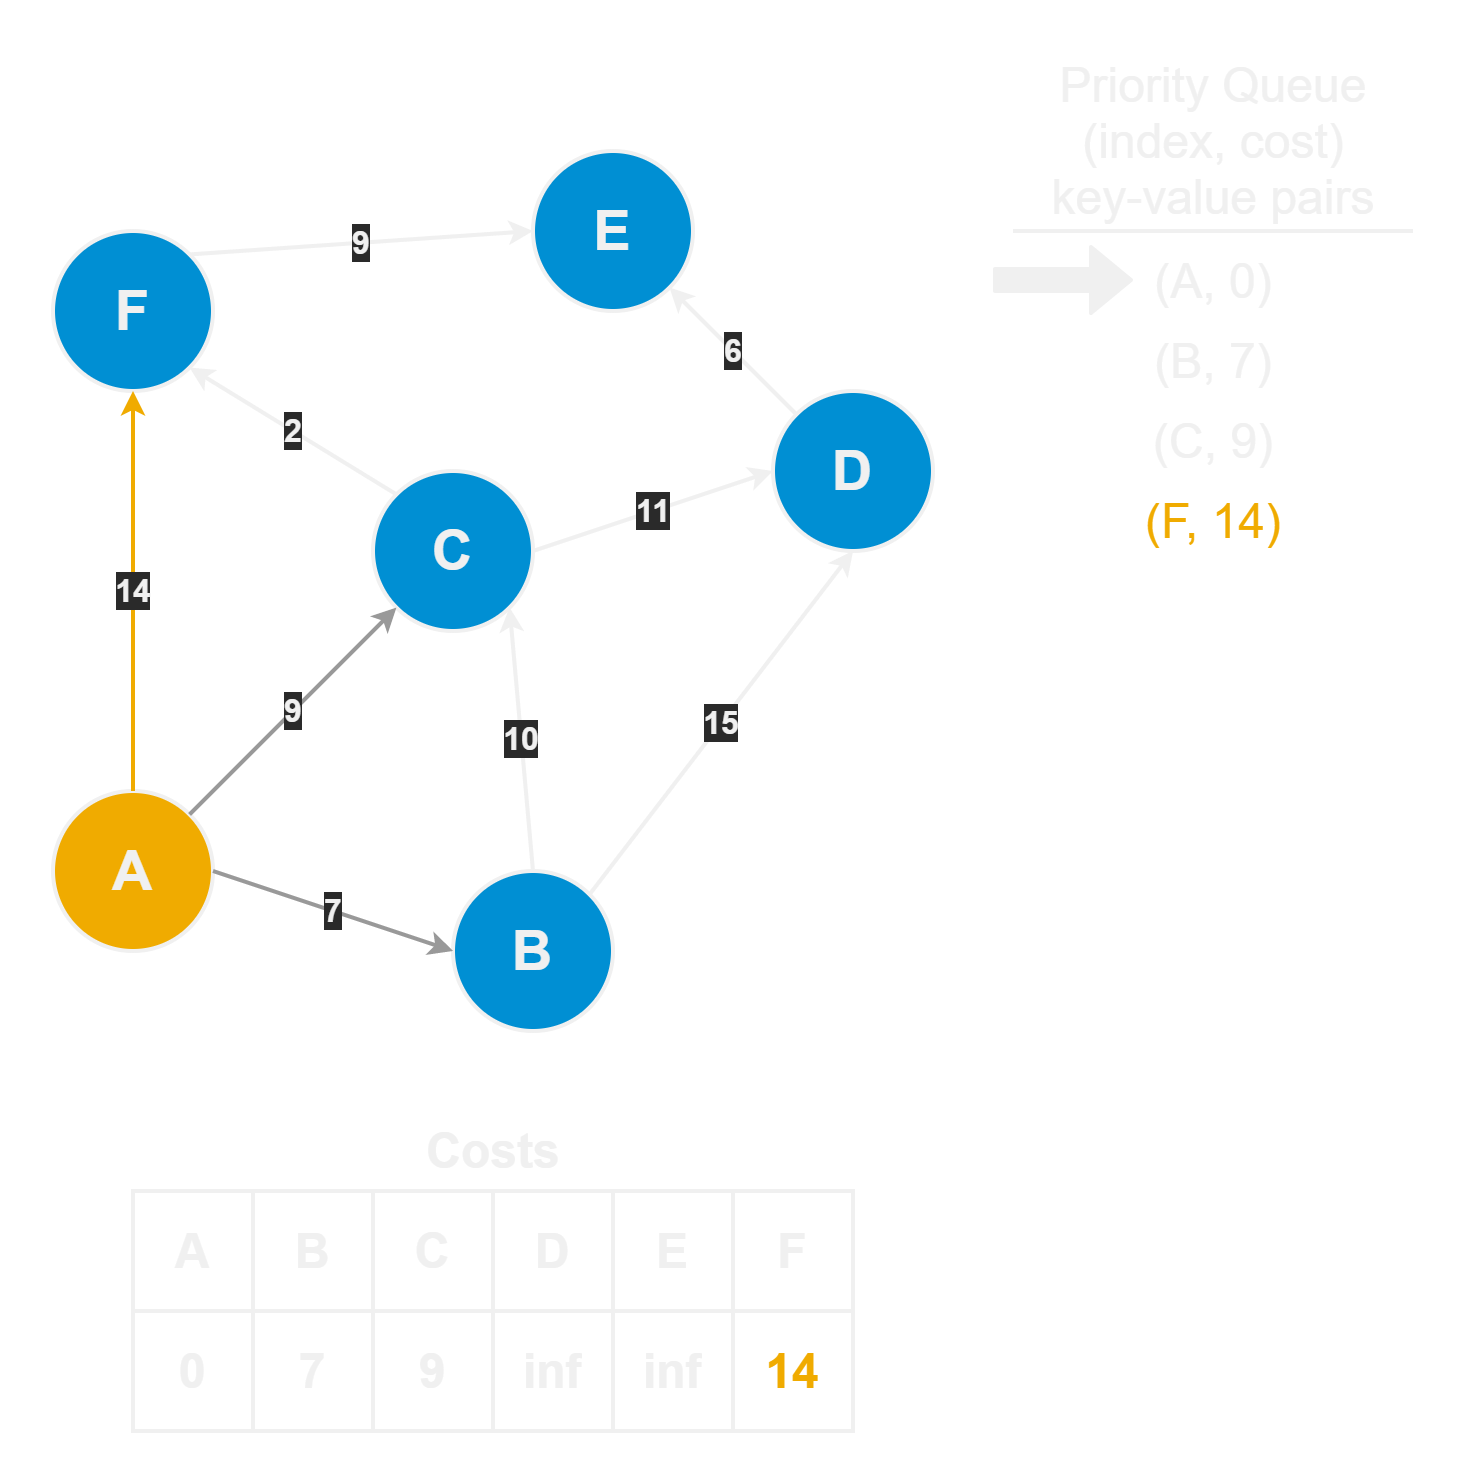 Priority Queue
(index, cost)
key-value pairs
(A, 0)
(B, 7)
(C, 9)
(F, 14)
E
9
F
6
2
D
11
C
14
9
10
15
A
7
B
Costs
A B C D E F
0 7 9 inf inf 14